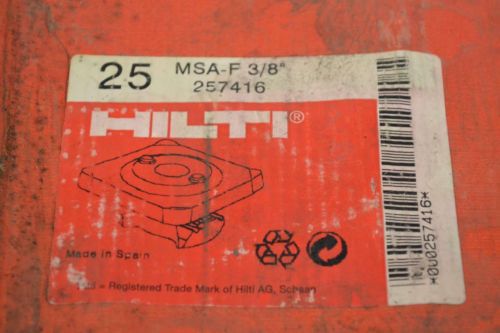 25 MSA-F 3/8"
257416
HILTI®
Made in Spain
= Registered Trade Mark of Hilti AG, Schaan
*000257416*